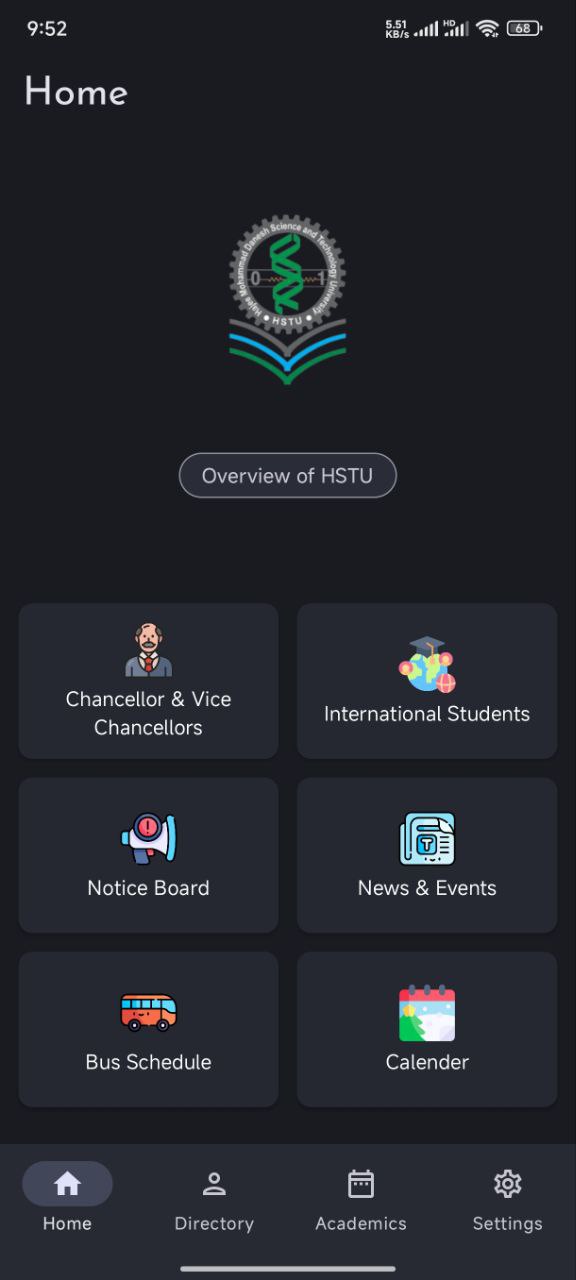 9:52
5.51
KB/s
HD
68
Home
Hajee Mohammad Danesh Science and Technology University
0 1
HSTU
Overview of HSTU
Chancellor & Vice
Chancellors
International Students
Notice Board
News & Events
T
Bus Schedule
Calender
Home
Directory
Academics
Settings